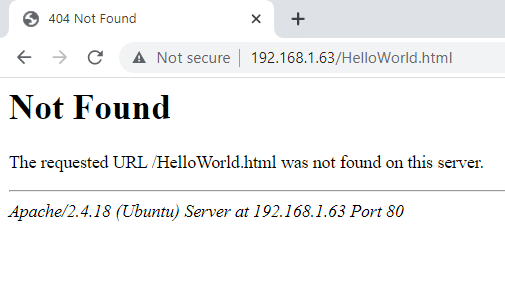 404 Not Found
Not secure | 192.168.1.63/HelloWorld.html
Not Found
The requested URL /HelloWorld.html was not found on this server.
Apache/2.4.18 (Ubuntu) Server at 192.168.1.63 Port 80